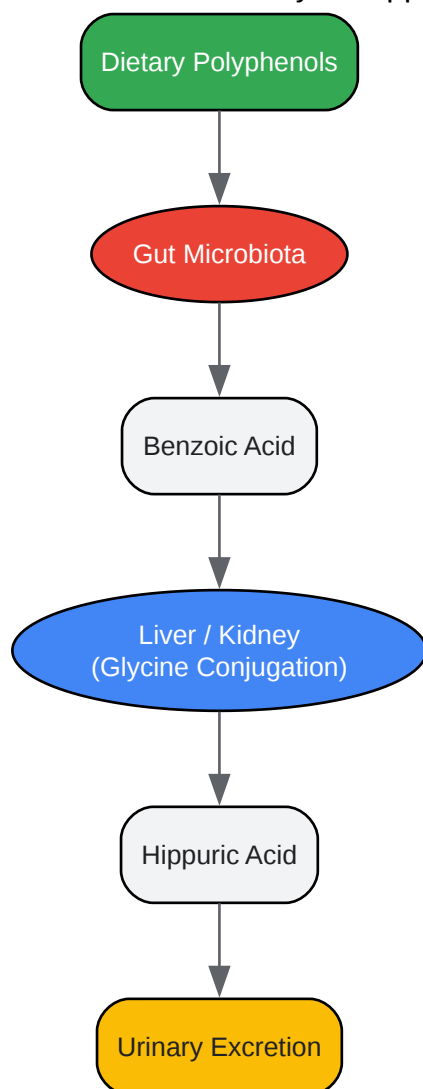 Dietary Polyphenols
Gut Microbiota
Benzoic Acid
Liver / Kidney
(Glycine Conjugation)
Hippuric Acid
Urinary Excretion